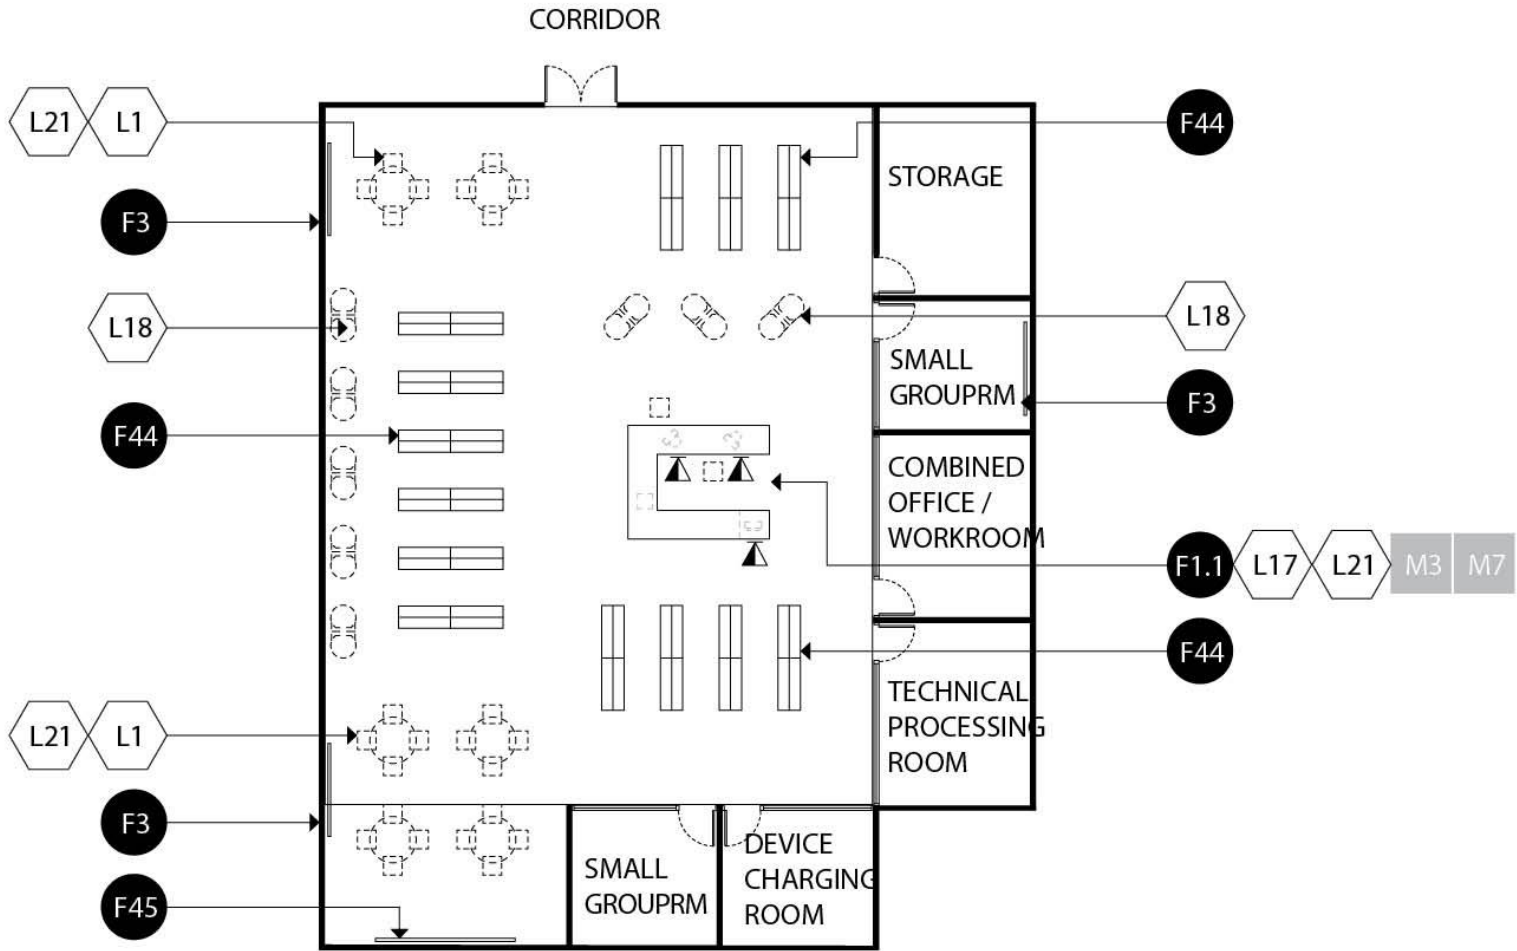 CORRIDOR
L21 L1
F44
STORAGE
F3
L18
L18
SMALL
GROUPRM
F3
F44
COMBINED
OFFICE /
WORKROOM
F1.1 L17 L21 M3 M7
F44
TECHNICAL
PROCESSING
ROOM
L21 L1
F3
SMALL
GROUPRM
DEVICE
CHARGING
ROOM
F45